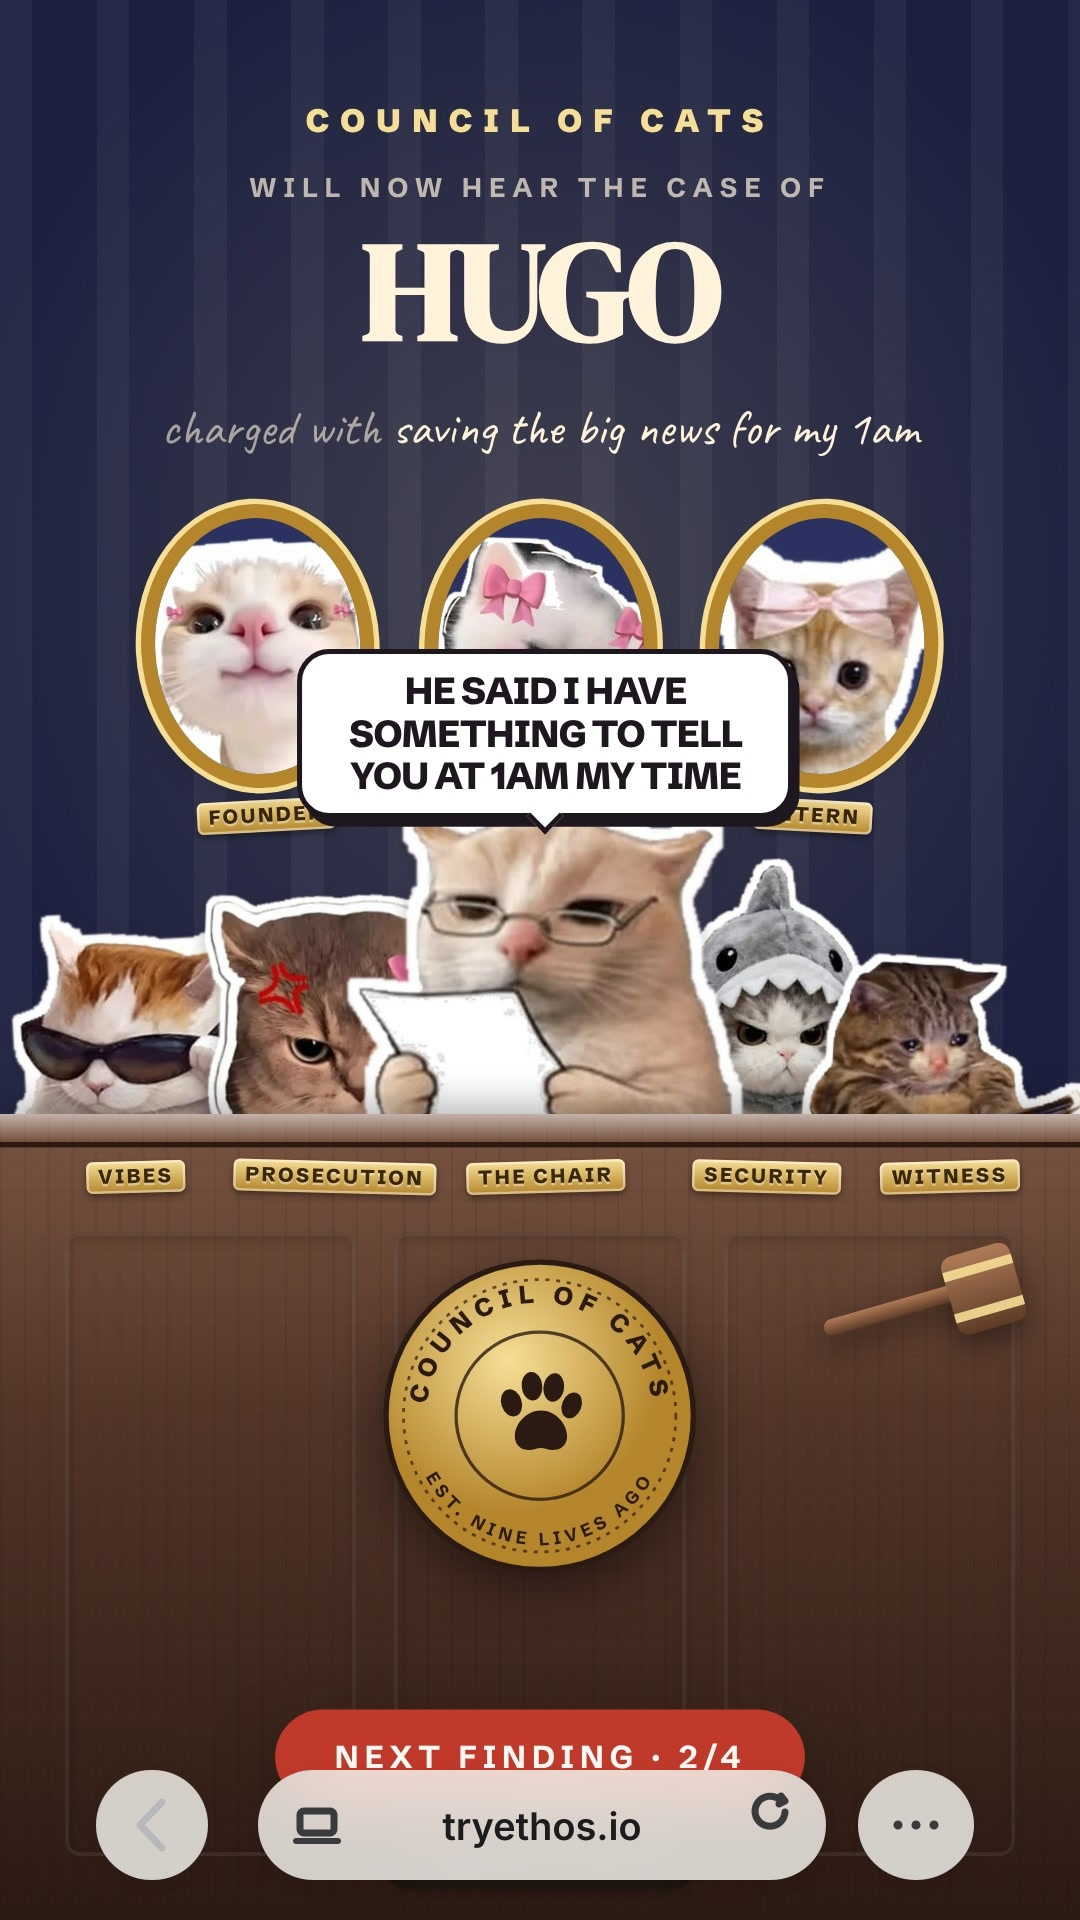 COUNCIL OF CATS
WILL NOW HEAR THE CASE OF
HUGO
charged with saving the big news for my 1am
HE SAID I HAVE
SOMETHING TO TELL
YOU AT 1AM MY TIME
VIBES
PROSECUTION
THE CHAIR
SECURITY
WITNESS
COUNCIL OF CATS
EST. NINE LIVES AGO
NEXT FINDING · 2/4
tryethos.io